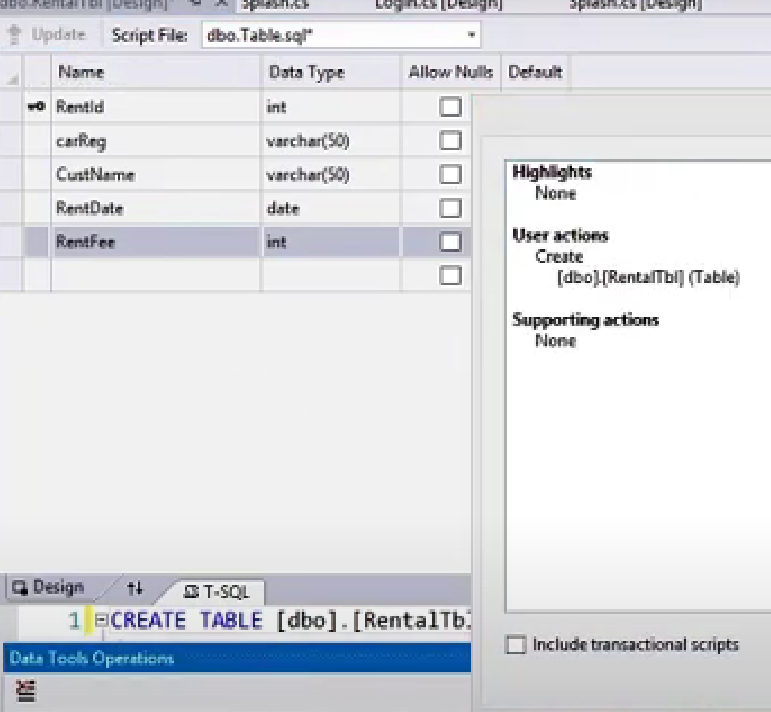 dbo.RentalTbl [Design]* Splash.cs Login.cs [Design] Splash.cs [Design]
Update Script File: dbo.Table.sql*
Name Data Type Allow Nulls Default
RentId int
carReg varchar(50)
CustName varchar(50)
RentDate date
RentFee int
Highlights
None
User actions
Create
[dbo].[RentalTbl] (Table)
Supporting actions
None
Include transactional scripts
Design T-SQL
1 CREATE TABLE [dbo].[RentalTb
Data Tools Operations